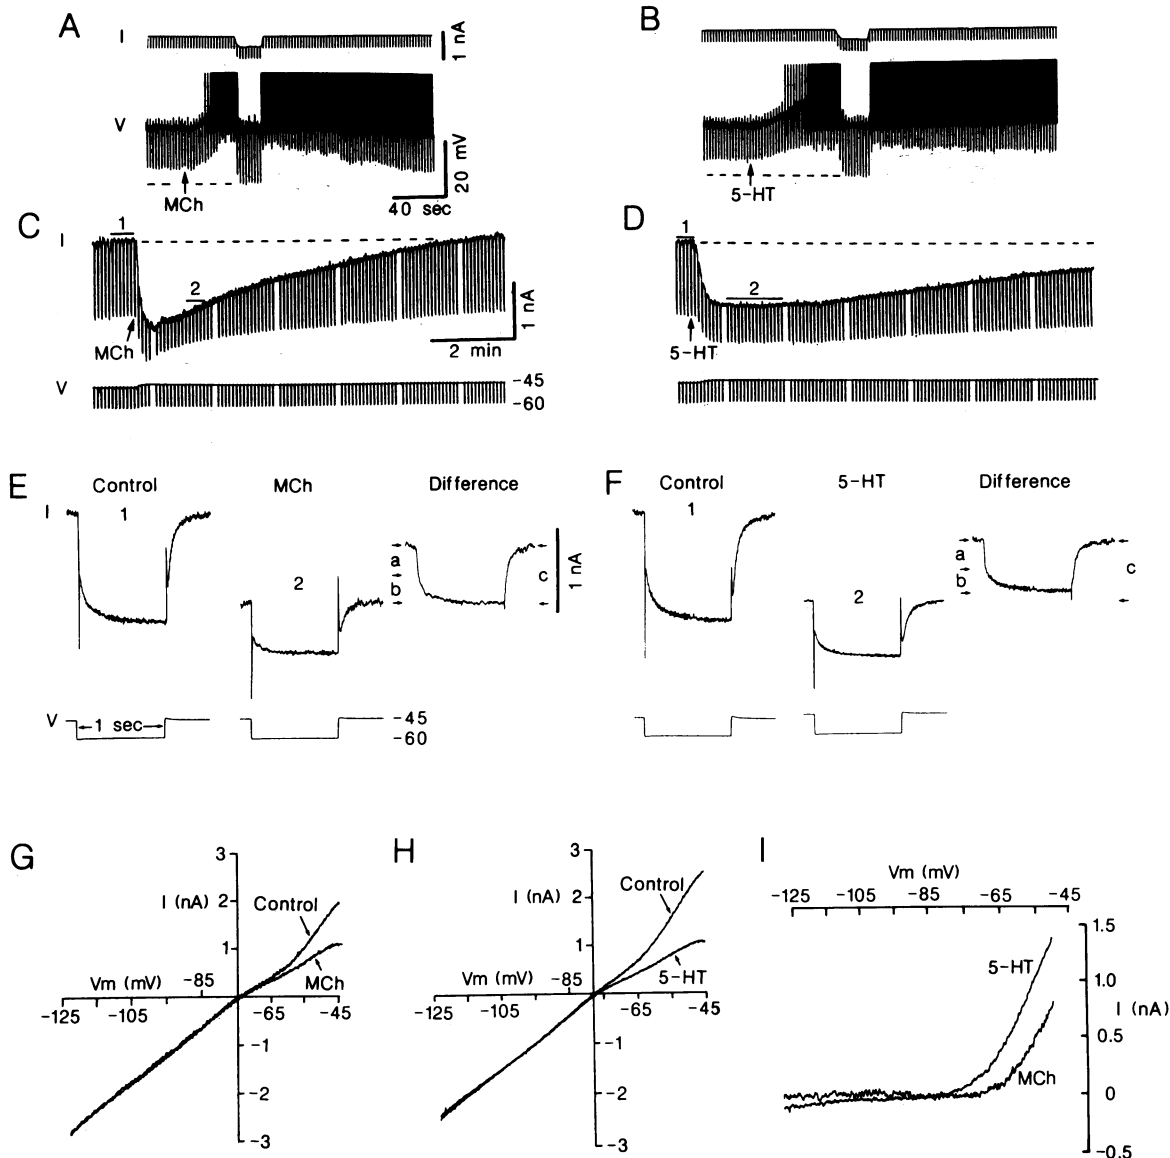 A
I
1 nA
V
MCh
20 mV
40 sec
B
5-HT
C
I
1
2
MCh
1 nA
2 min
V
-45
-60
D
1
2
5-HT
E
Control
MCh
Difference
I
1
2
a
b
c
1 nA
V
1 sec
-45
-60
F
Control
5-HT
Difference
1
2
a
b
c
G
3
I (nA)
2
Control
1
Vm (mV)
-85
MCh
-125
-105
-65
-45
-1
-2
-3
H
3
I (nA)
2
Control
1
Vm (mV)
-85
5-HT
-125
-105
-65
-45
-1
-2
-3
I
Vm (mV)
-125
-105
-85
-65
-45
1.5
5-HT
1.0
I (nA)
0.5
MCh
0
-0.5